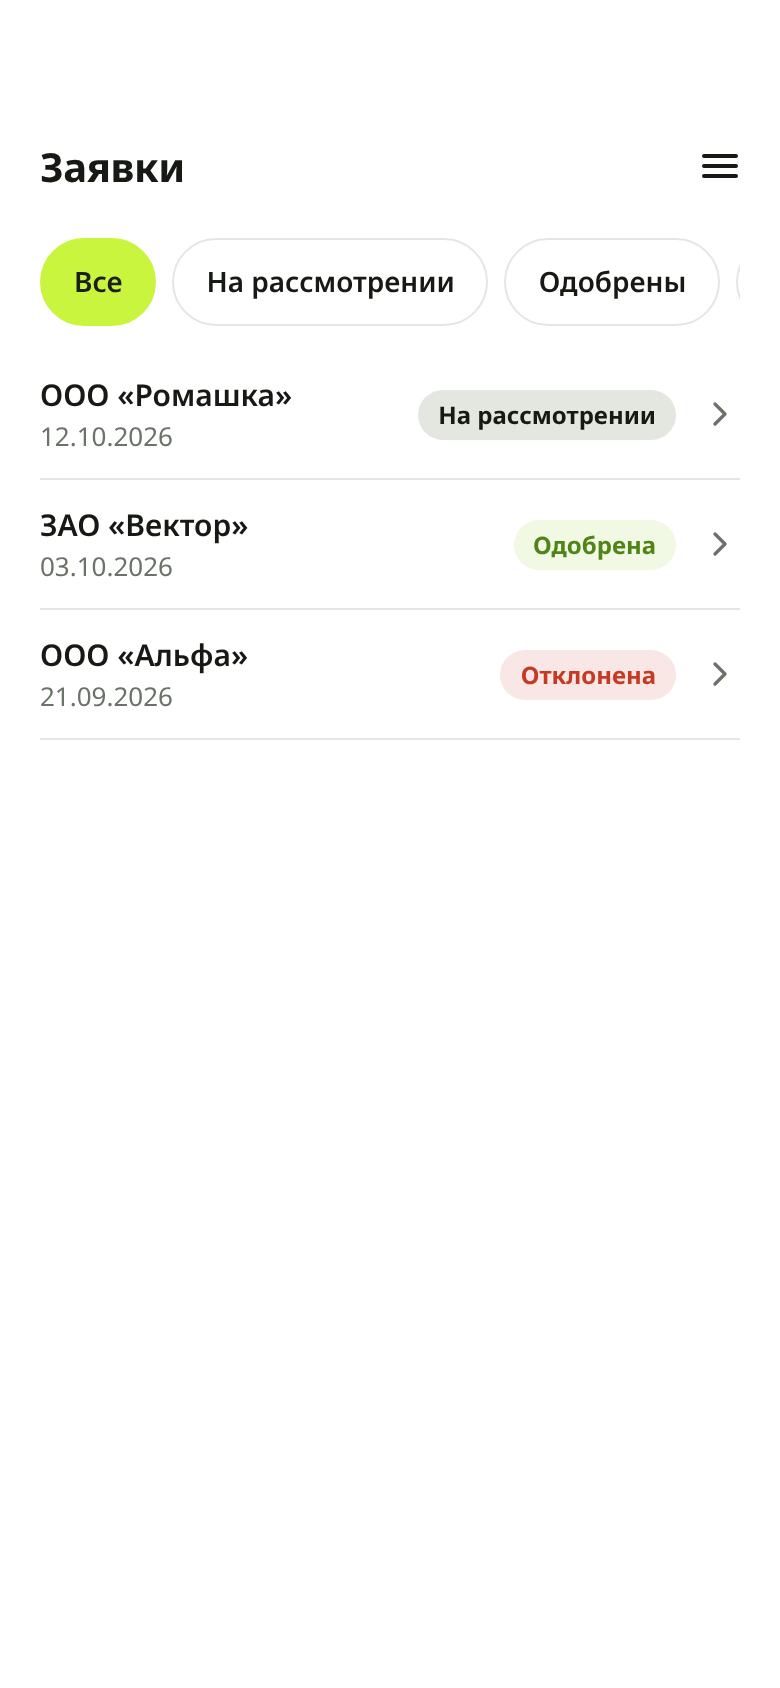 Заявки
Все
На рассмотрении
Одобрены
ООО «Ромашка»
12.10.2026
На рассмотрении
ЗАО «Вектор»
03.10.2026
Одобрена
ООО «Альфа»
21.09.2026
Отклонена